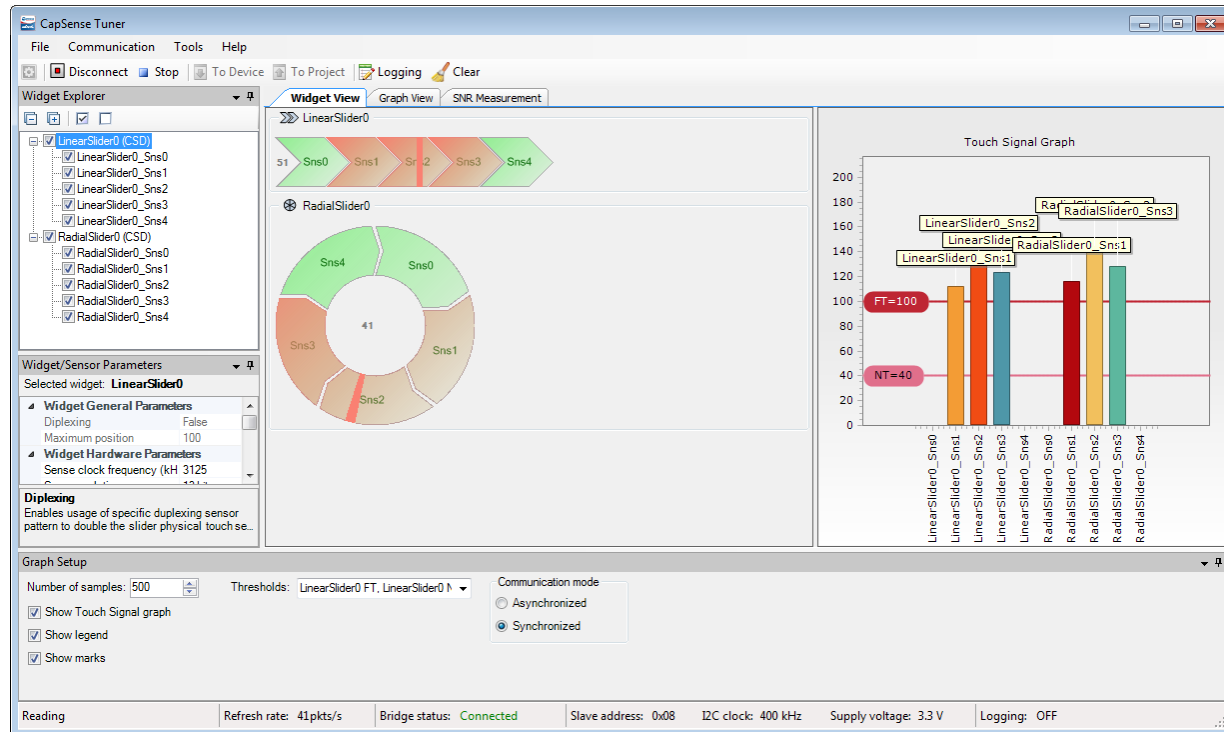 CapSense Tuner
File Communication Tools Help
Disconnect Stop To Device To Project Logging Clear
Widget Explorer
LinearSlider0 (CSD)
LinearSlider0_Sns0
LinearSlider0_Sns1
LinearSlider0_Sns2
LinearSlider0_Sns3
LinearSlider0_Sns4
RadialSlider0 (CSD)
RadialSlider0_Sns0
RadialSlider0_Sns1
RadialSlider0_Sns2
RadialSlider0_Sns3
RadialSlider0_Sns4
Widget/Sensor Parameters
Selected widget: LinearSlider0
Widget General Parameters
Diplexing False
Maximum position 100
Widget Hardware Parameters
Sense clock frequency (kH 3125
Diplexing
Enables usage of specific duplexing sensor
pattern to double the slider physical touch se...
Widget View Graph View SNR Measurement
LinearSlider0
51 Sns0 Sns1 Sns2 Sns3 Sns4
RadialSlider0
Sns4 Sns0
41
Sns3 Sns1
Sns2
Touch Signal Graph
200
180
160
140
120
100
80
60
40
20
0
FT=100
NT=40
RadialSlider0_Sns3
LinearSlider0_Sns2
RadialSlider0_Sns1
LinearSlider0_Sns1
LinearSlider0_Sns0
LinearSlider0_Sns1
LinearSlider0_Sns2
LinearSlider0_Sns3
LinearSlider0_Sns4
RadialSlider0_Sns0
RadialSlider0_Sns1
RadialSlider0_Sns2
RadialSlider0_Sns3
RadialSlider0_Sns4
Graph Setup
Number of samples: 500 Thresholds: LinearSlider0 FT, LinearSlider0 N
Show Touch Signal graph
Show legend
Show marks
Communication mode
Asynchronized
Synchronized
Reading Refresh rate: 41pkts/s Bridge status: Connected Slave address: 0x08 I2C clock: 400 kHz Supply voltage: 3.3 V Logging: OFF